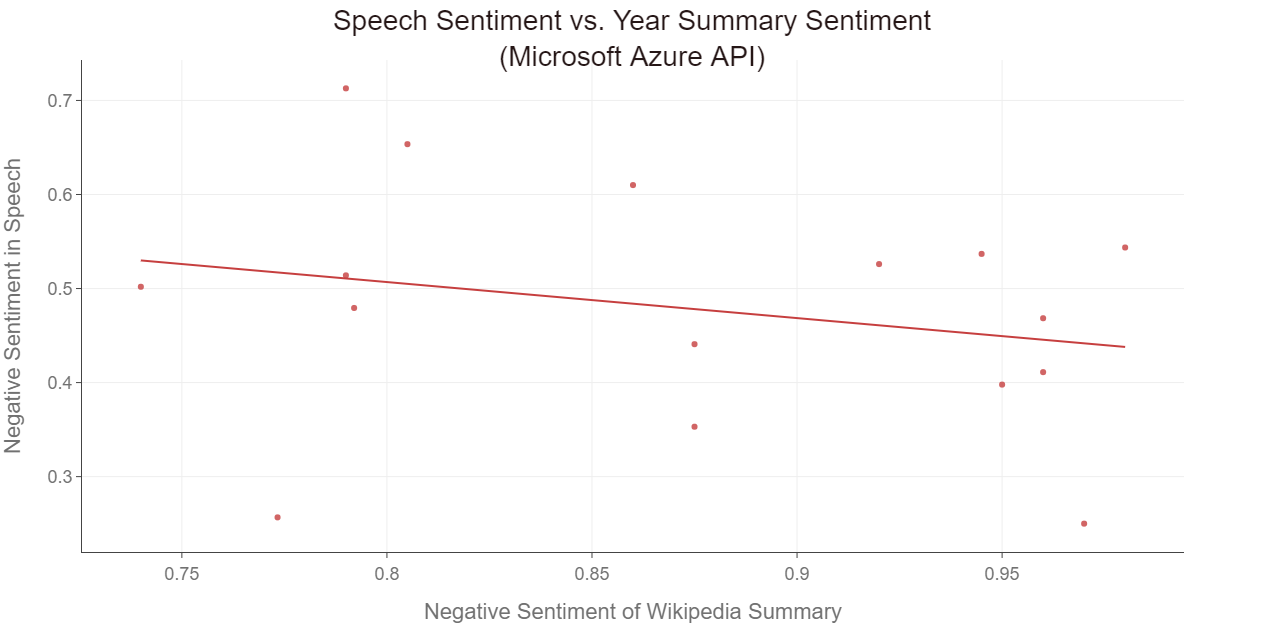 Speech Sentiment vs. Year Summary Sentiment
(Microsoft Azure API)
Negative Sentiment in Speech
0.7
0.6
0.5
0.4
0.3
0.75 0.8 0.85 0.9 0.95
Negative Sentiment of Wikipedia Summary